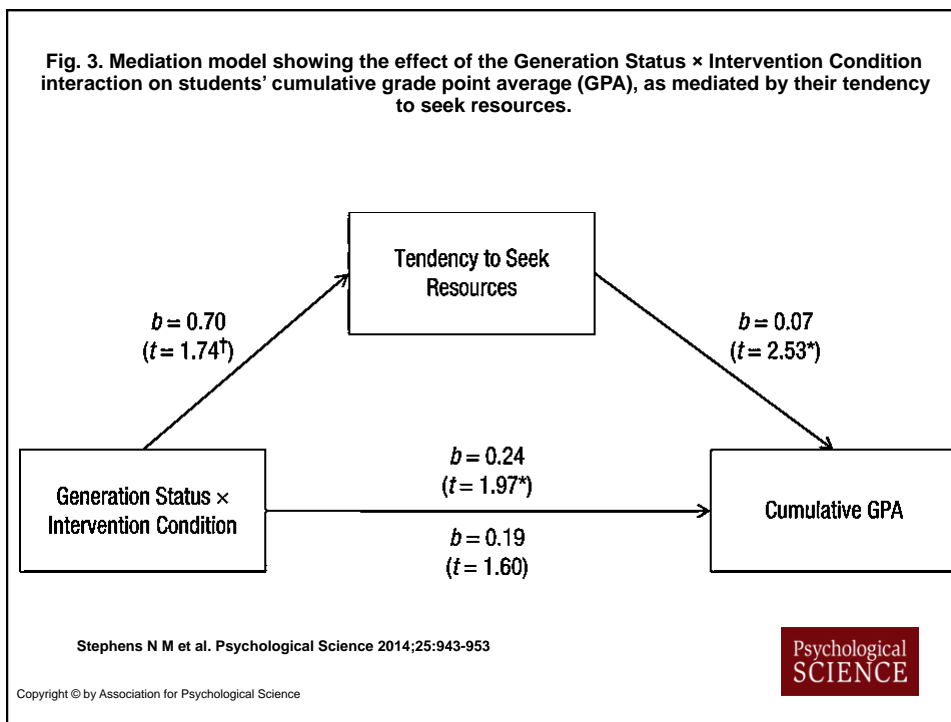 Fig. 3. Mediation model showing the effect of the Generation Status × Intervention Condition
interaction on students’ cumulative grade point average (GPA), as mediated by their tendency
to seek resources.
Tendency to Seek
Resources
b = 0.70
(t = 1.74†)
b = 0.07
(t = 2.53*)
Generation Status ×
Intervention Condition
b = 0.24
(t = 1.97*)
b = 0.19
(t = 1.60)
Cumulative GPA
Stephens N M et al. Psychological Science 2014;25:943-953
Psychological
SCIENCE
Copyright © by Association for Psychological Science